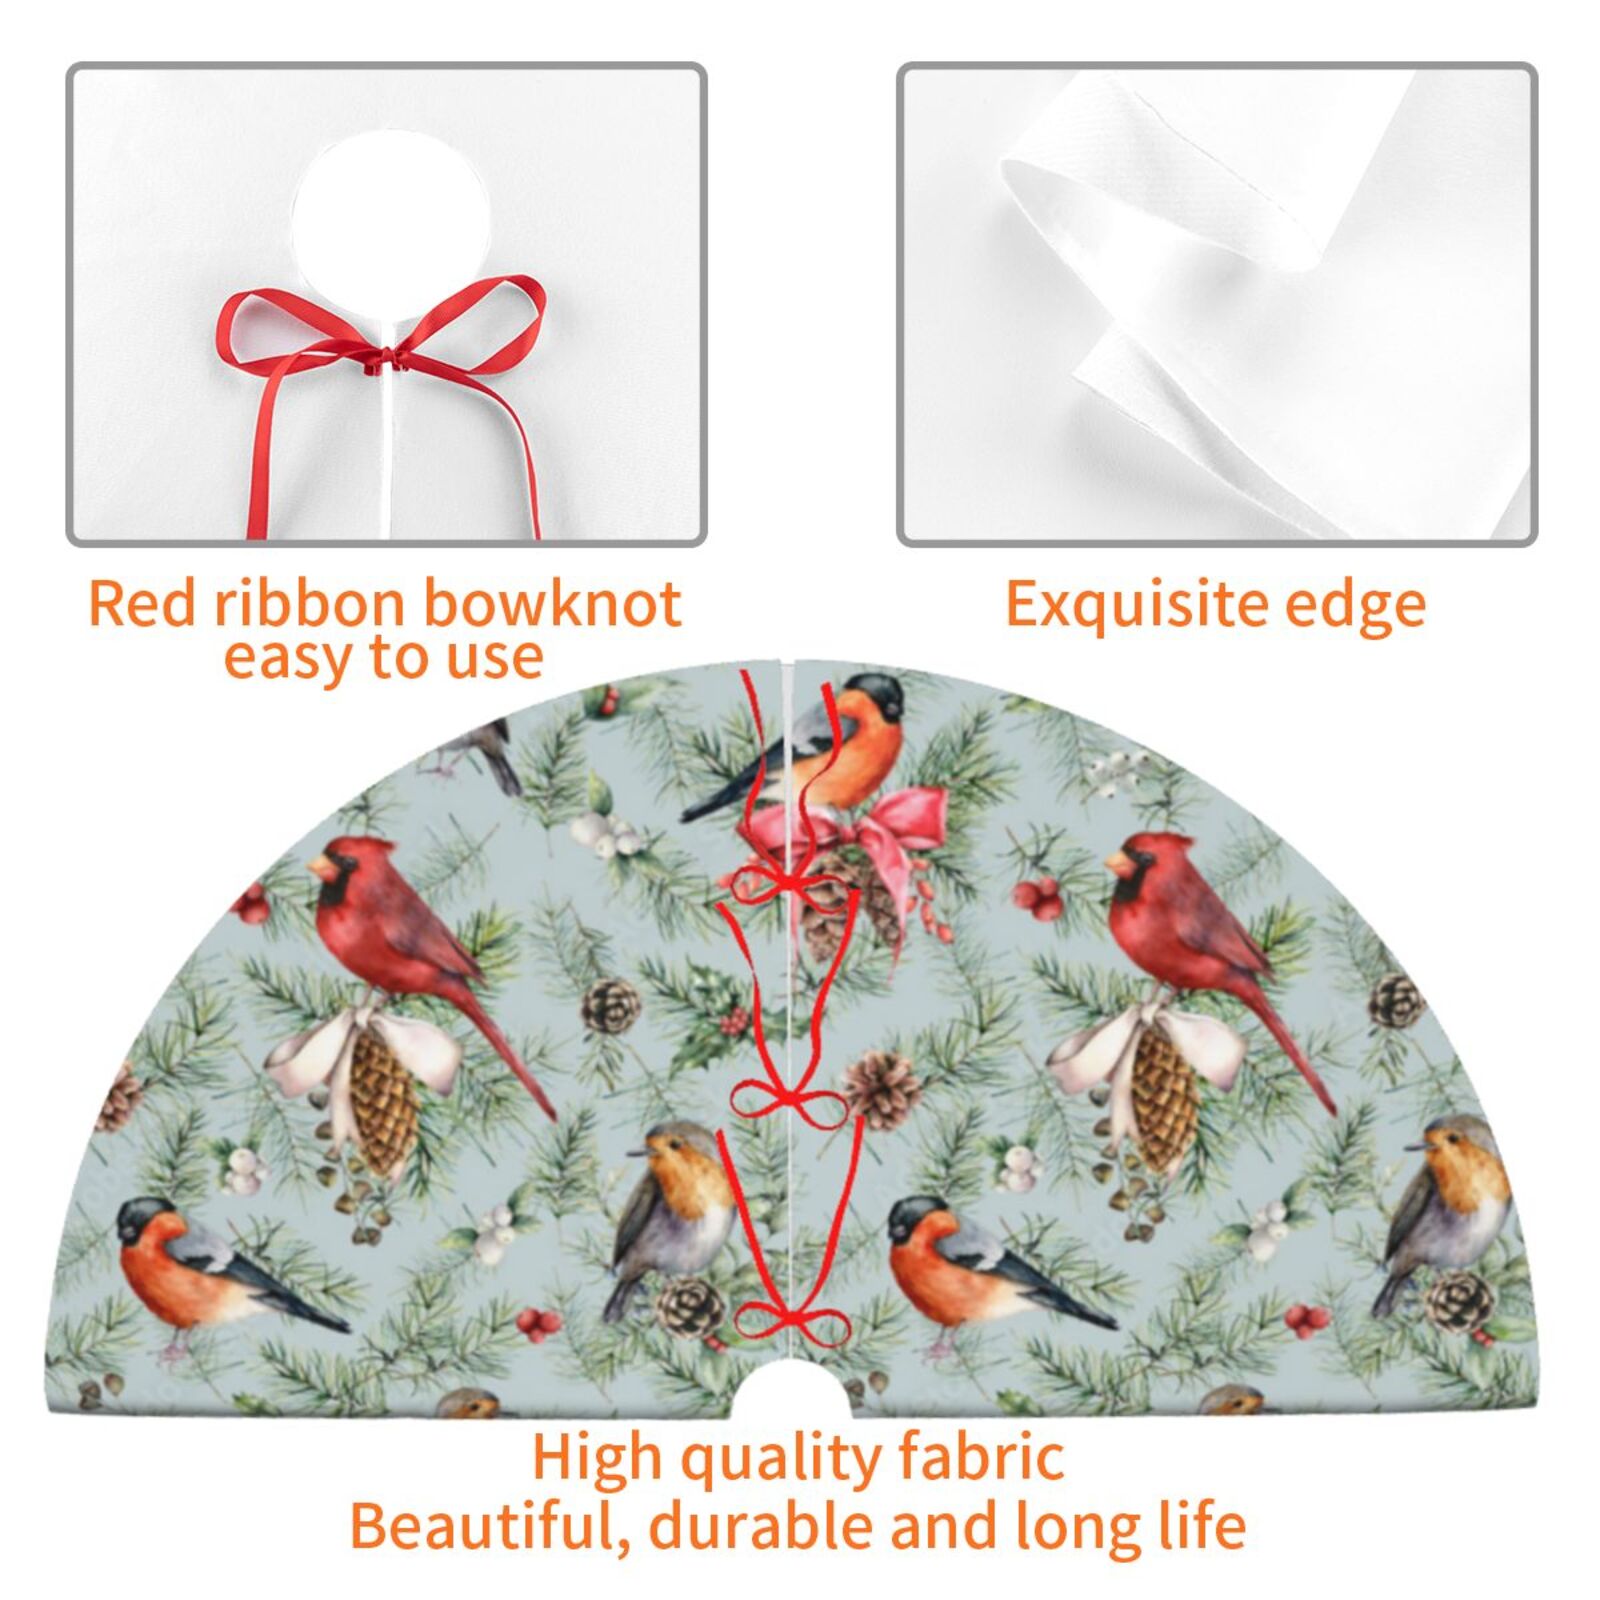 Red ribbon bowknot
easy to use
Exquisite edge
High quality fabric
Beautiful, durable and long life